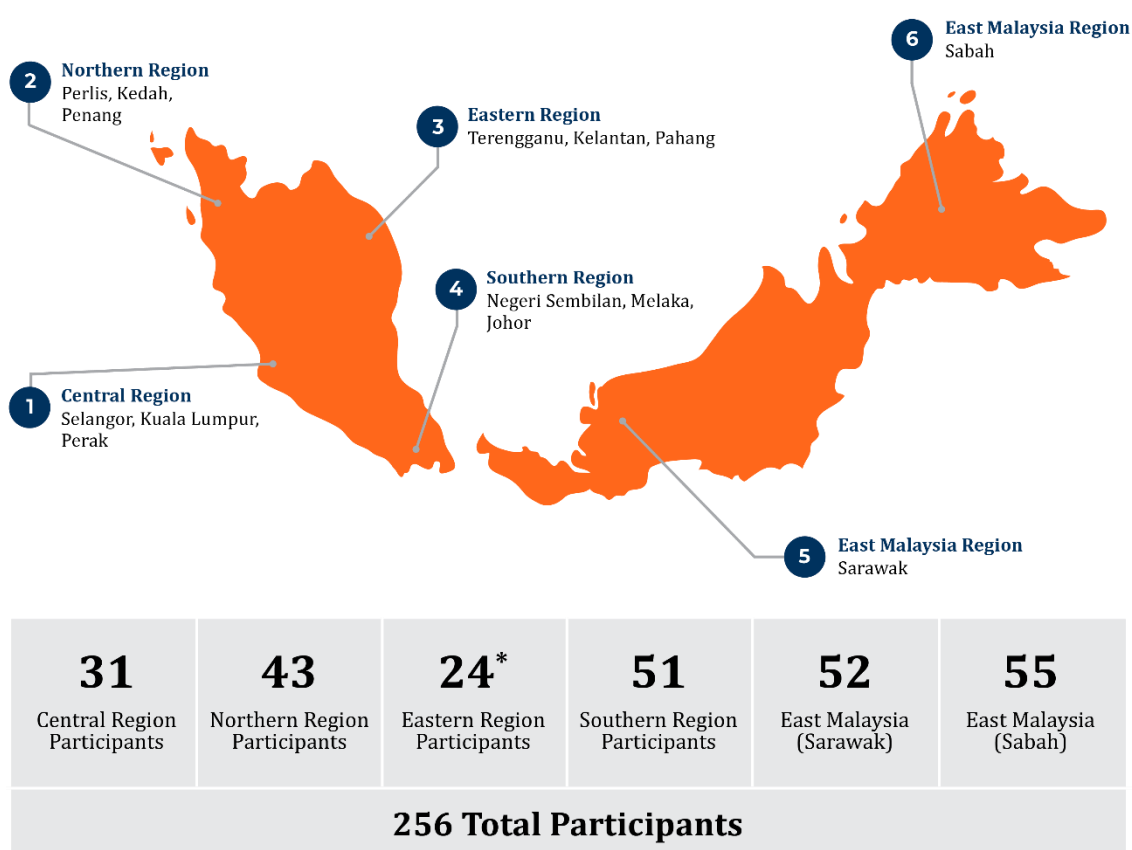 6
East Malaysia Region
Sabah
2
Northern Region
Perlis, Kedah,
Penang
3
Eastern Region
Terengganu, Kelantan, Pahang
4
Southern Region
Negeri Sembilan, Melaka,
Johor
1
Central Region
Selangor, Kuala Lumpur,
Perak
5
East Malaysia Region
Sarawak
31
Central Region
Participants
43
Northern Region
Participants
24*
Eastern Region
Participants
51
Southern Region
Participants
52
East Malaysia
(Sarawak)
55
East Malaysia
(Sabah)
256 Total Participants